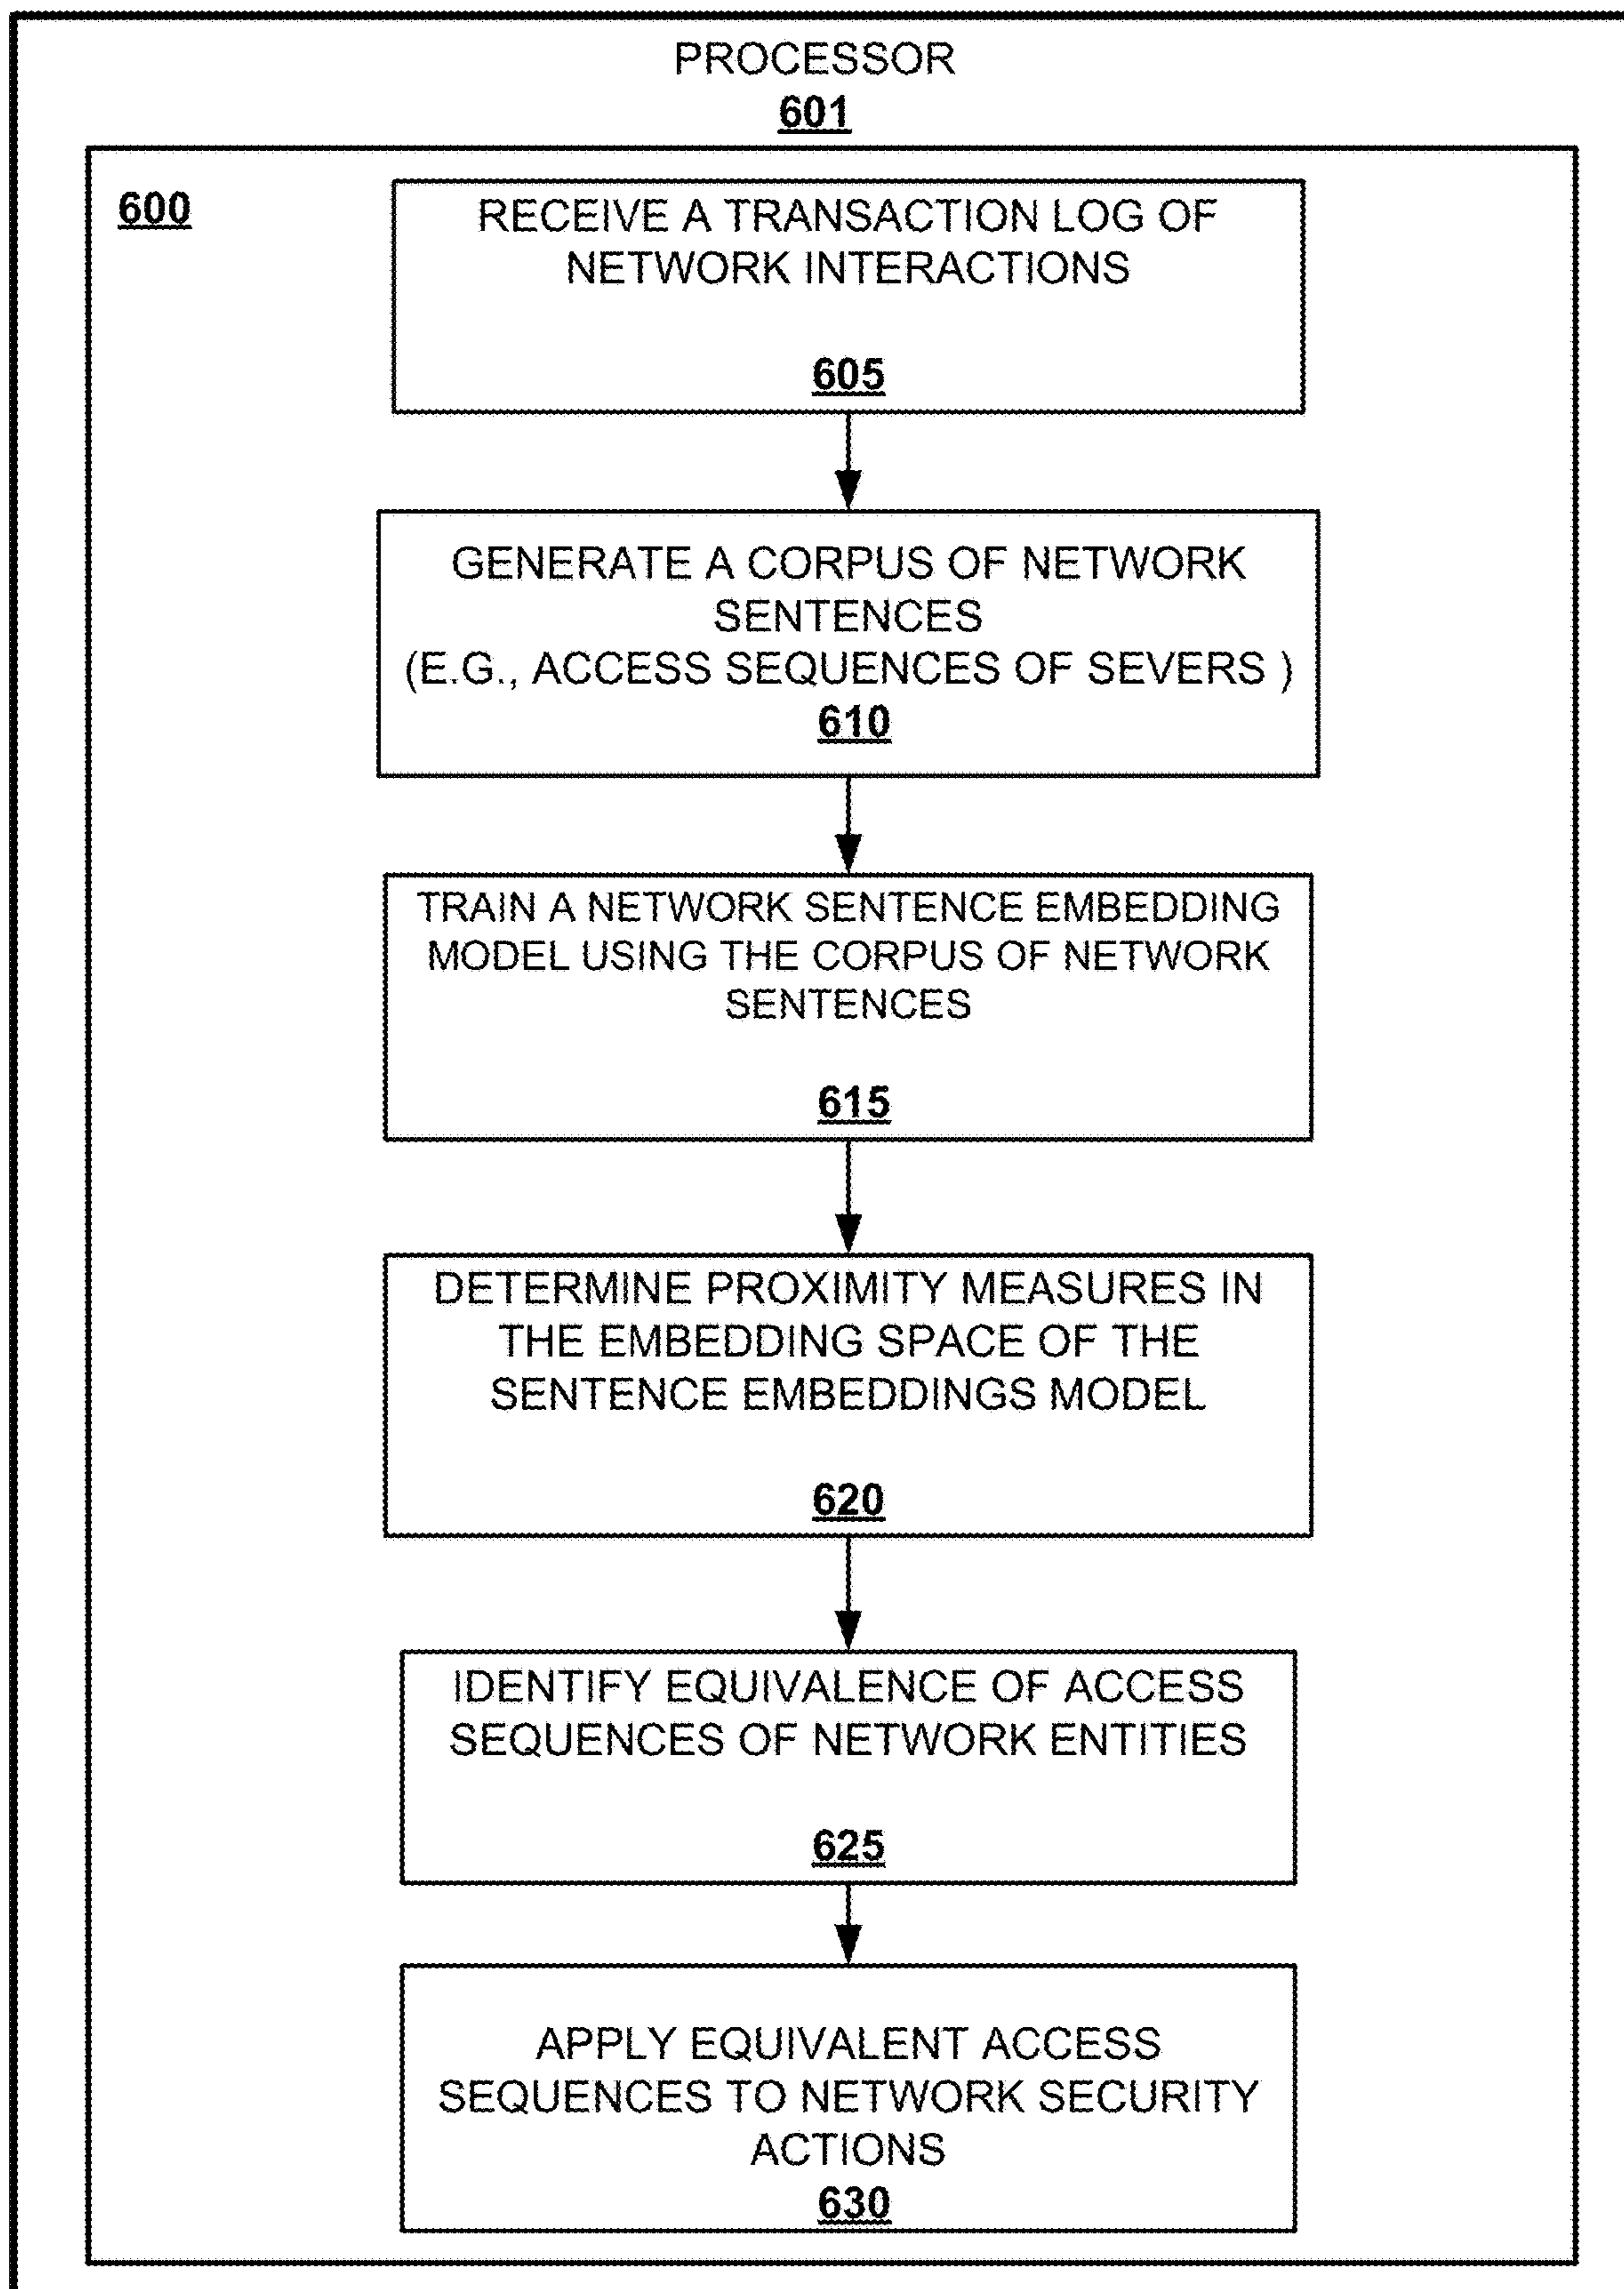 PROCESSOR
601
600
RECEIVE A TRANSACTION LOG OF
NETWORK INTERACTIONS
605
GENERATE A CORPUS OF NETWORK
SENTENCES
(E.G., ACCESS SEQUENCES OF SEVERS )
610
TRAIN A NETWORK SENTENCE EMBEDDING
MODEL USING THE CORPUS OF NETWORK
SENTENCES
615
DETERMINE PROXIMITY MEASURES IN
THE EMBEDDING SPACE OF THE
SENTENCE EMBEDDINGS MODEL
620
IDENTIFY EQUIVALENCE OF ACCESS
SEQUENCES OF NETWORK ENTITIES
625
APPLY EQUIVALENT ACCESS
SEQUENCES TO NETWORK SECURITY
ACTIONS
630